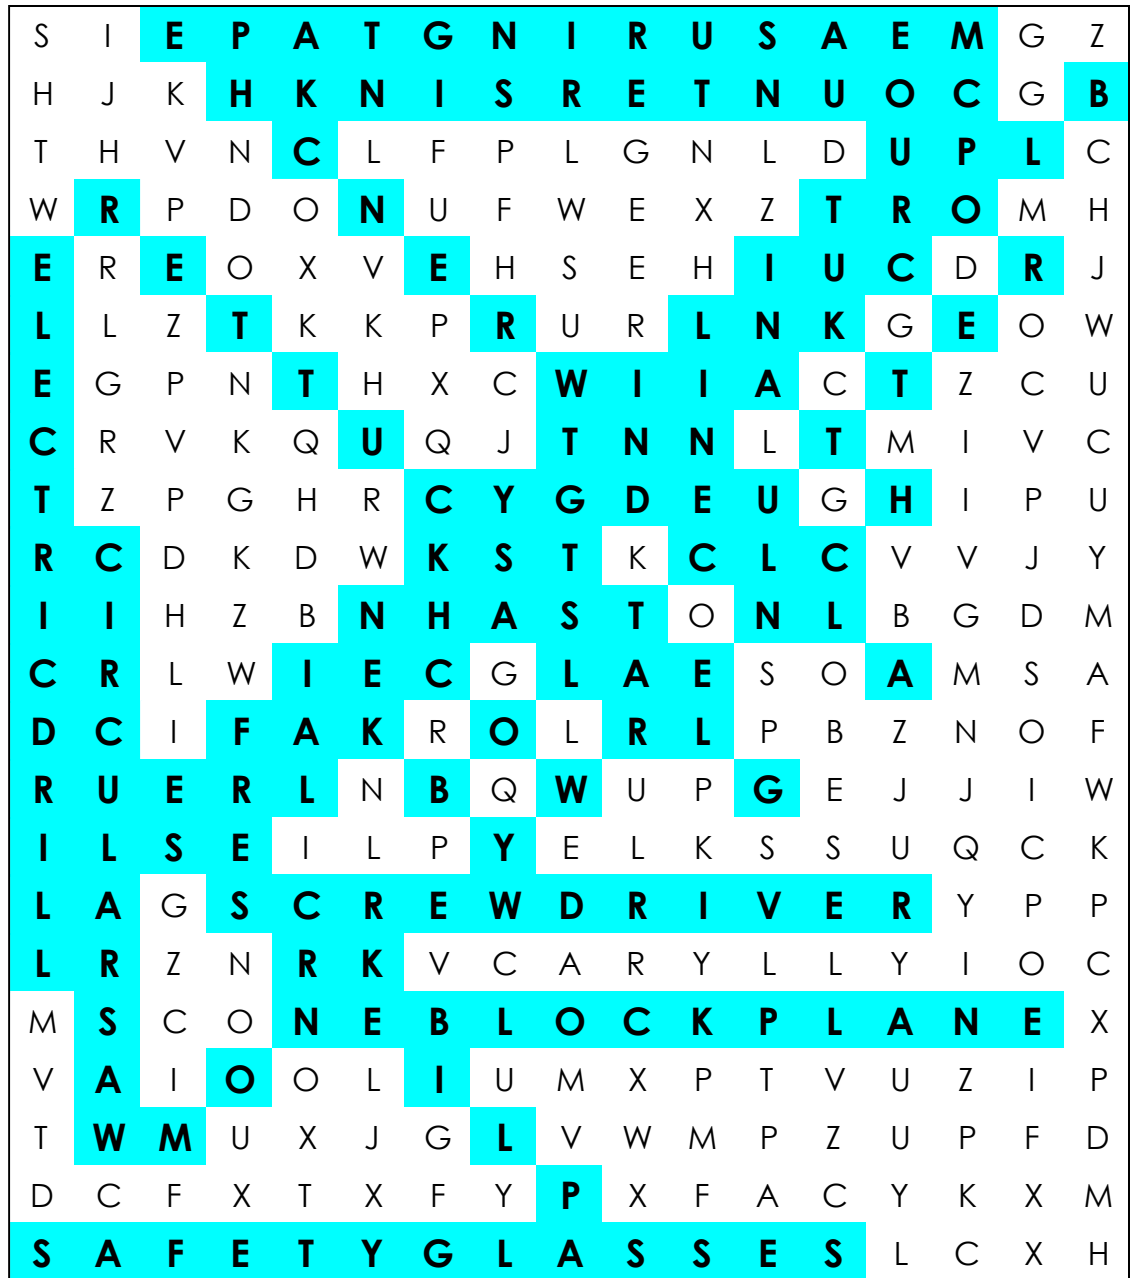 S I E P A T G N I R U S A E M G Z
H J K H K N I S R E T N U O C G B
T H V N C L F P L G N L D U P L C
W R P D O N U F W E X Z T R O M H
E R E O X V E H S E H I U C D R J
L L Z T K K P R U R L N K G E O W
E G P N T H X C W I I A C T Z C U
C R V K Q U Q J T N N L T M I V C
T Z P G H R C Y G D E U G H I P U
R C D K D W K S T K C L C V V J Y
I I H Z B N H A S T O N L B G D M
C R L W I E C G L A E S O A M S A
D C I F A K R O L R L P B Z N O F
R U E R L N B Q W U P G E J J I W
I L S E I L P Y E L K S S U Q C K
L A G S C R E W D R I V E R Y P P
L R Z N R K V C A R Y L L Y I O C
M S C O N E B L O C K P L A N E X
V A I O O L I U M X P T V U Z I P
T W M U X J G L V W M P Z U P F D
D C F X T X F Y P X F A C Y K X M
S A F E T Y G L A S S E S L C X H